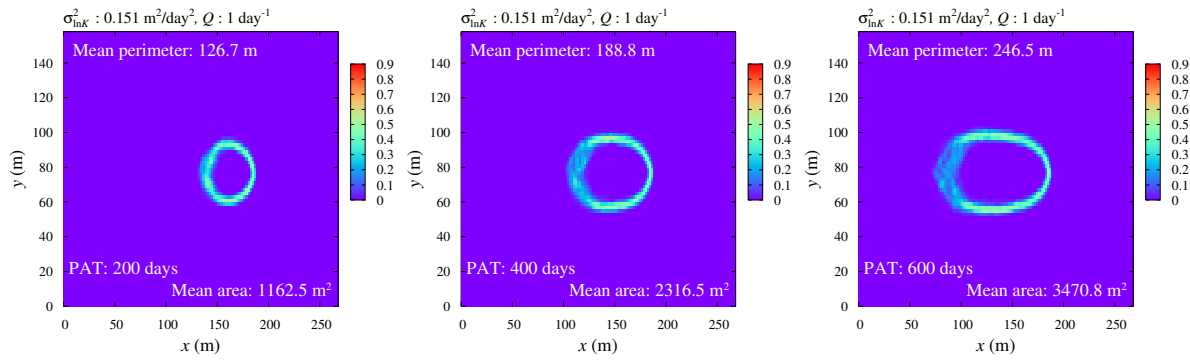 σ²lnK : 0.151 m²/day², Q : 1 day⁻¹
Mean perimeter: 126.7 m
PAT: 200 days
Mean area: 1162.5 m²
y (m)
160
140
120
100
80
60
40
20
0
0 50 100 150 200 250
x (m)
0.9
0.8
0.7
0.6
0.5
0.4
0.3
0.2
0.1
0
σ²lnK : 0.151 m²/day², Q : 1 day⁻¹
Mean perimeter: 188.8 m
PAT: 400 days
Mean area: 2316.5 m²
y (m)
140
120
100
80
60
40
20
0
0 50 100 150 200 250
x (m)
0.9
0.8
0.7
0.6
0.5
0.4
0.3
0.2
0.1
0
σ²lnK : 0.151 m²/day², Q : 1 day⁻¹
Mean perimeter: 246.5 m
PAT: 600 days
Mean area: 3470.8 m²
y (m)
140
120
100
80
60
40
20
0
0 50 100 150 200 250
x (m)
0.9
0.8
0.7
0.6
0.5
0.4
0.3
0.2
0.1
0